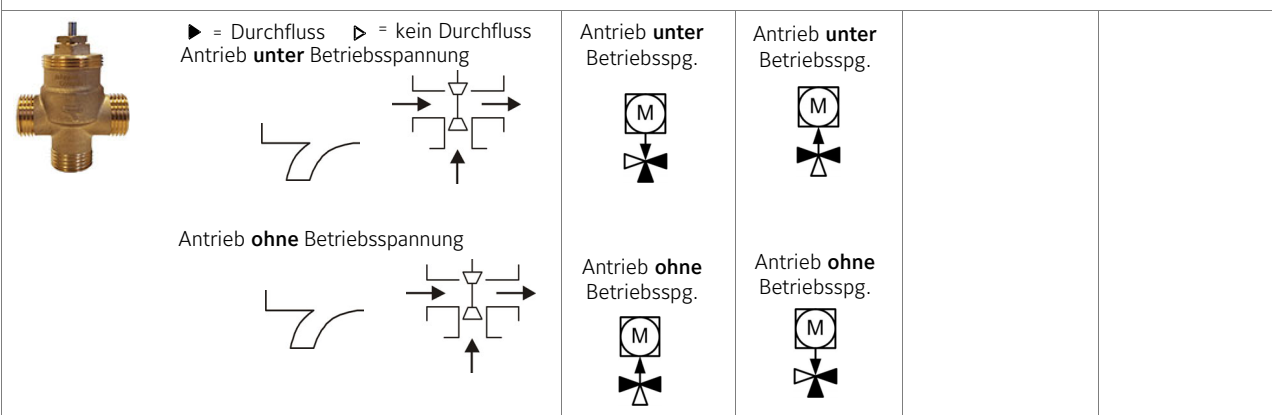 ▶ = Durchfluss ▷ = kein Durchfluss
Antrieb unter Betriebsspannung
Antrieb ohne Betriebsspannung
Antrieb unter
Betriebsspg.
M
Antrieb ohne
Betriebsspg.
M
Antrieb unter
Betriebsspg.
M
Antrieb ohne
Betriebsspg.
M